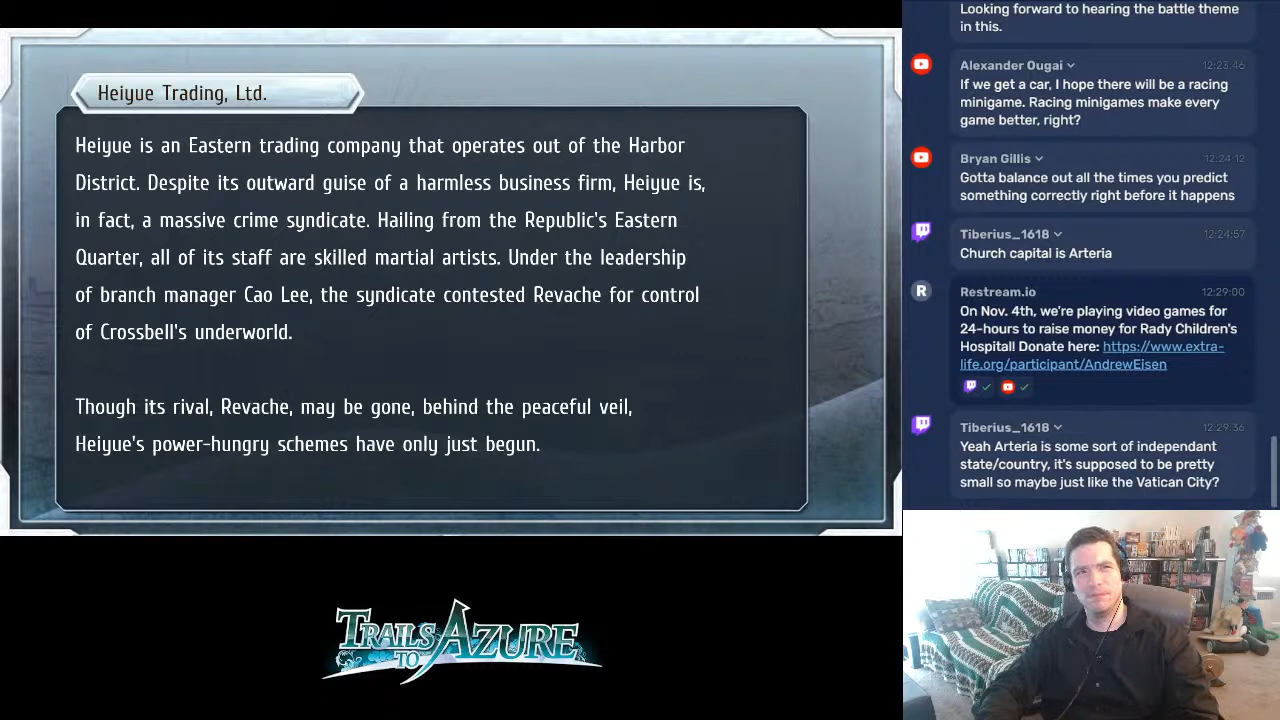 Heiyue Trading, Ltd.
Heiyue is an Eastern trading company that operates out of the Harbor
District. Despite its outward guise of a harmless business firm, Heiyue is,
in fact, a massive crime syndicate. Hailing from the Republic's Eastern
Quarter, all of its staff are skilled martial artists. Under the leadership
of branch manager Cao Lee, the syndicate contested Revache for control
of Crossbell's underworld.
Though its rival, Revache, may be gone, behind the peaceful veil,
Heiyue's power-hungry schemes have only just begun.
TRAILS TO AZURE
Looking forward to hearing the battle theme
in this.
Alexander Ougai 12:23:46
If we get a car, I hope there will be a racing
minigame. Racing minigames make every
game better, right?
Bryan Gillis 12:24:12
Gotta balance out all the times you predict
something correctly right before it happens
Tiberius_1618 12:24:57
Church capital is Arteria
R Restream.io 12:29:00
On Nov. 4th, we're playing video games for
24-hours to raise money for Rady Children's
Hospital! Donate here: https://www.extra-
life.org/participant/AndrewEisen
Tiberius_1618 12:29:36
Yeah Arteria is some sort of independant
state/country, it's supposed to be pretty
small so maybe just like the Vatican City?